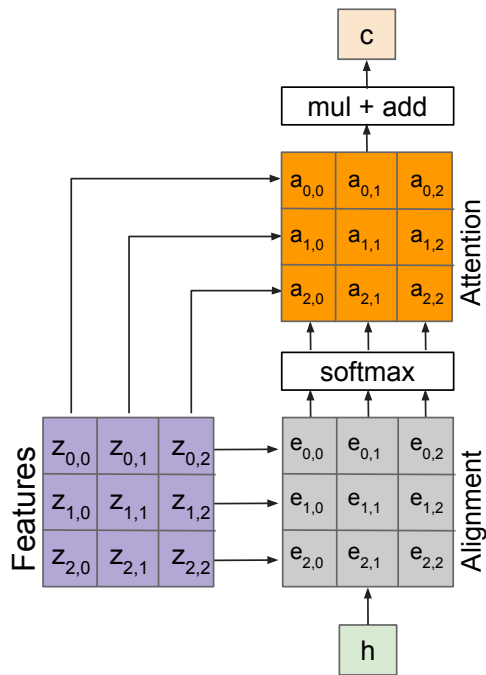 c
mul + add
a0,0 a0,1 a0,2
a1,0 a1,1 a1,2
a2,0 a2,1 a2,2
Attention
softmax
Features
z0,0 z0,1 z0,2
z1,0 z1,1 z1,2
z2,0 z2,1 z2,2
e0,0 e0,1 e0,2
e1,0 e1,1 e1,2
e2,0 e2,1 e2,2
Alignment
h